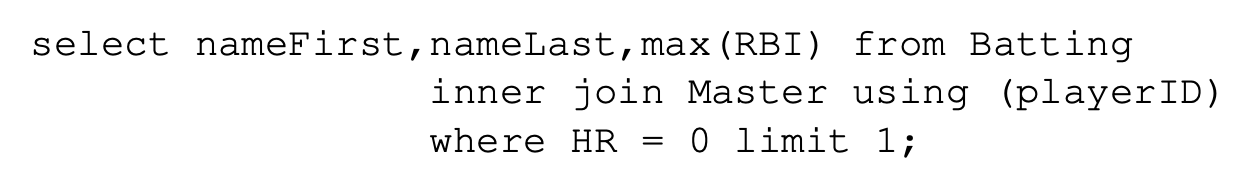 select nameFirst,nameLast,max(RBI) from Batting
inner join Master using (playerID)
where HR = 0 limit 1;